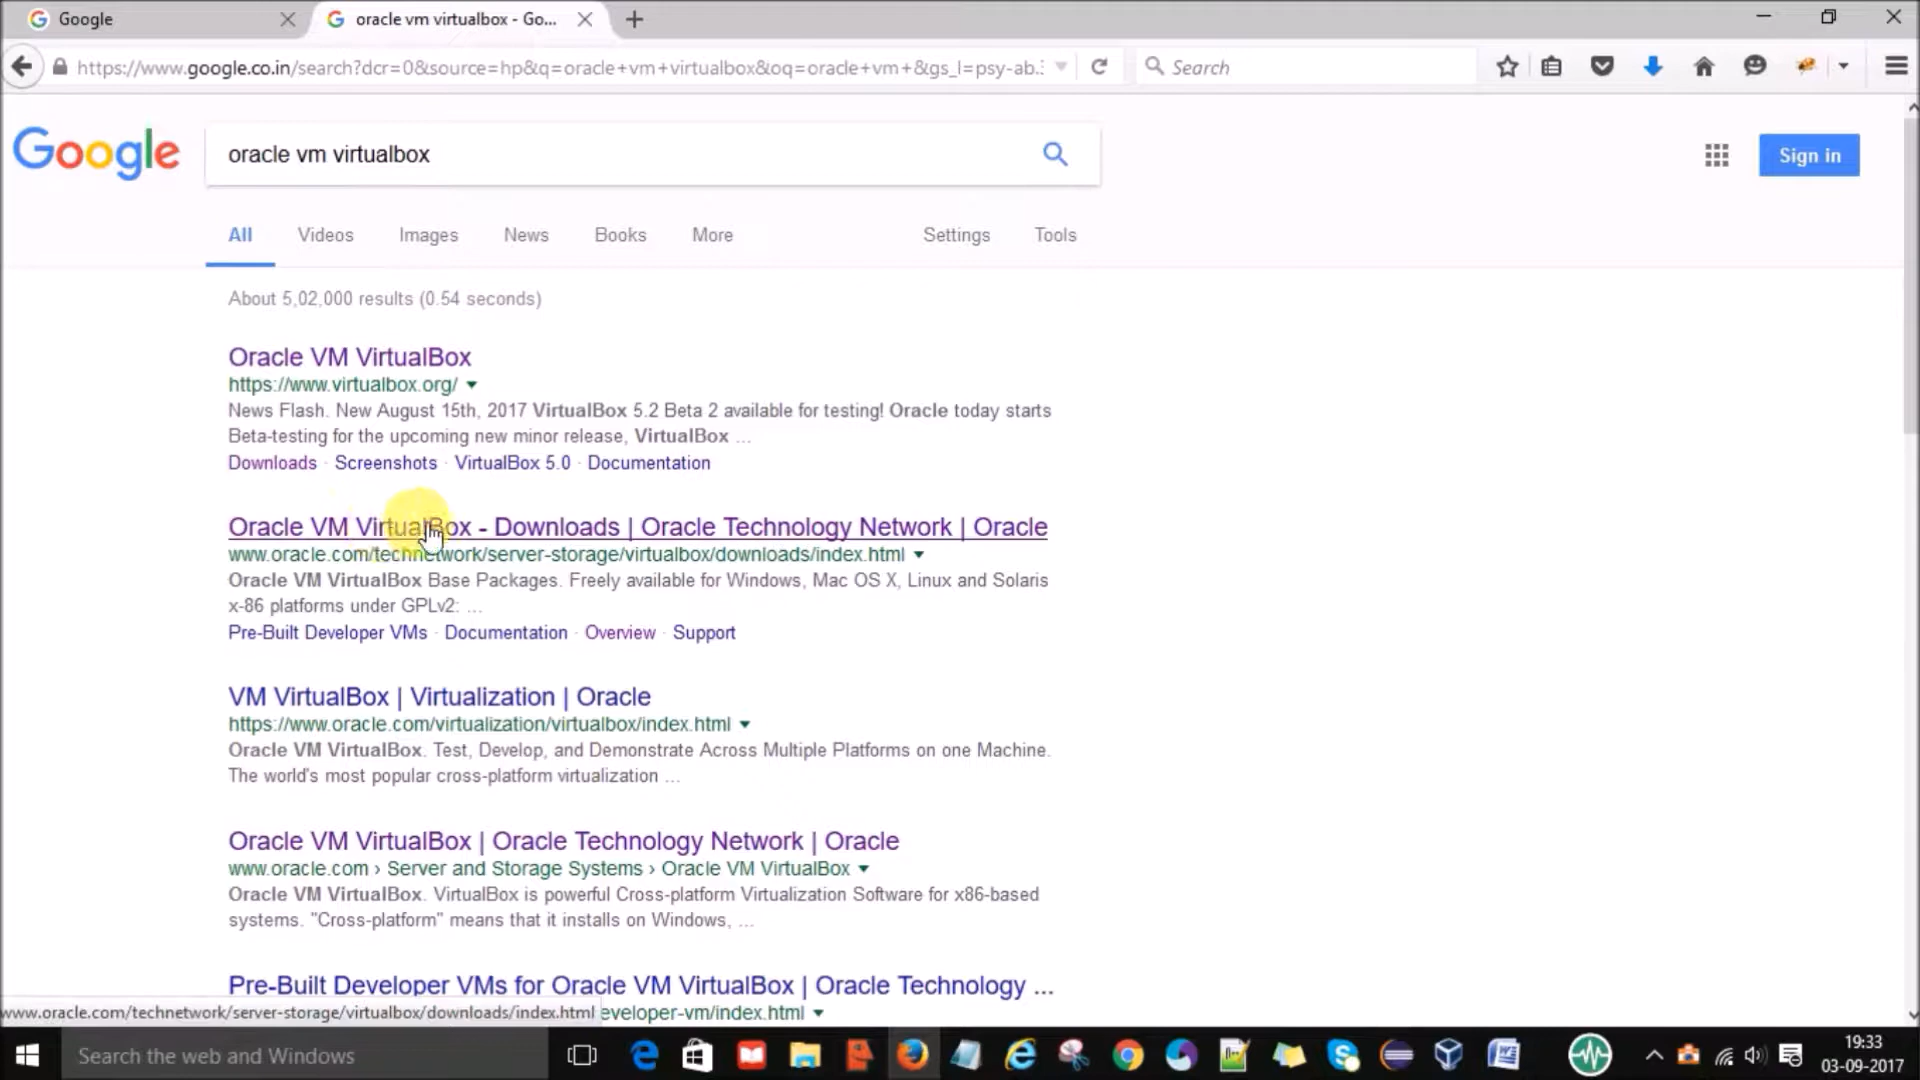 Google
oracle vm virtualbox - Go...
https://www.google.co.in/search?dcr=0&source=hp&q=oracle+vm+virtualbox&oq=oracle+vm+&gs_l=psy-ab.3
Search
Google
oracle vm virtualbox
Sign in
All
Videos
Images
News
Books
More
Settings
Tools
About 5,02,000 results (0.54 seconds)
Oracle VM VirtualBox
https://www.virtualbox.org/
News Flash. New August 15th, 2017 VirtualBox 5.2 Beta 2 available for testing! Oracle today starts
Beta-testing for the upcoming new minor release, VirtualBox ...
Downloads · Screenshots · VirtualBox 5.0 · Documentation
Oracle VM VirtualBox - Downloads | Oracle Technology Network | Oracle
www.oracle.com/technetwork/server-storage/virtualbox/downloads/index.html
Oracle VM VirtualBox Base Packages. Freely available for Windows, Mac OS X, Linux and Solaris
x-86 platforms under GPLv2: ...
Pre-Built Developer VMs · Documentation · Overview · Support
VM VirtualBox | Virtualization | Oracle
https://www.oracle.com/virtualization/virtualbox/index.html
Oracle VM VirtualBox. Test, Develop, and Demonstrate Across Multiple Platforms on one Machine.
The world's most popular cross-platform virtualization ...
Oracle VM VirtualBox | Oracle Technology Network | Oracle
www.oracle.com › Server and Storage Systems › Oracle VM VirtualBox
Oracle VM VirtualBox. VirtualBox is powerful Cross-platform Virtualization Software for x86-based
systems. "Cross-platform" means that it installs on Windows, ...
Pre-Built Developer VMs for Oracle VM VirtualBox | Oracle Technology ...
www.oracle.com/technetwork/server-storage/virtualbox/downloads/index.html
eveloper-vm/index.html
Search the web and Windows
19:33
03-09-2017